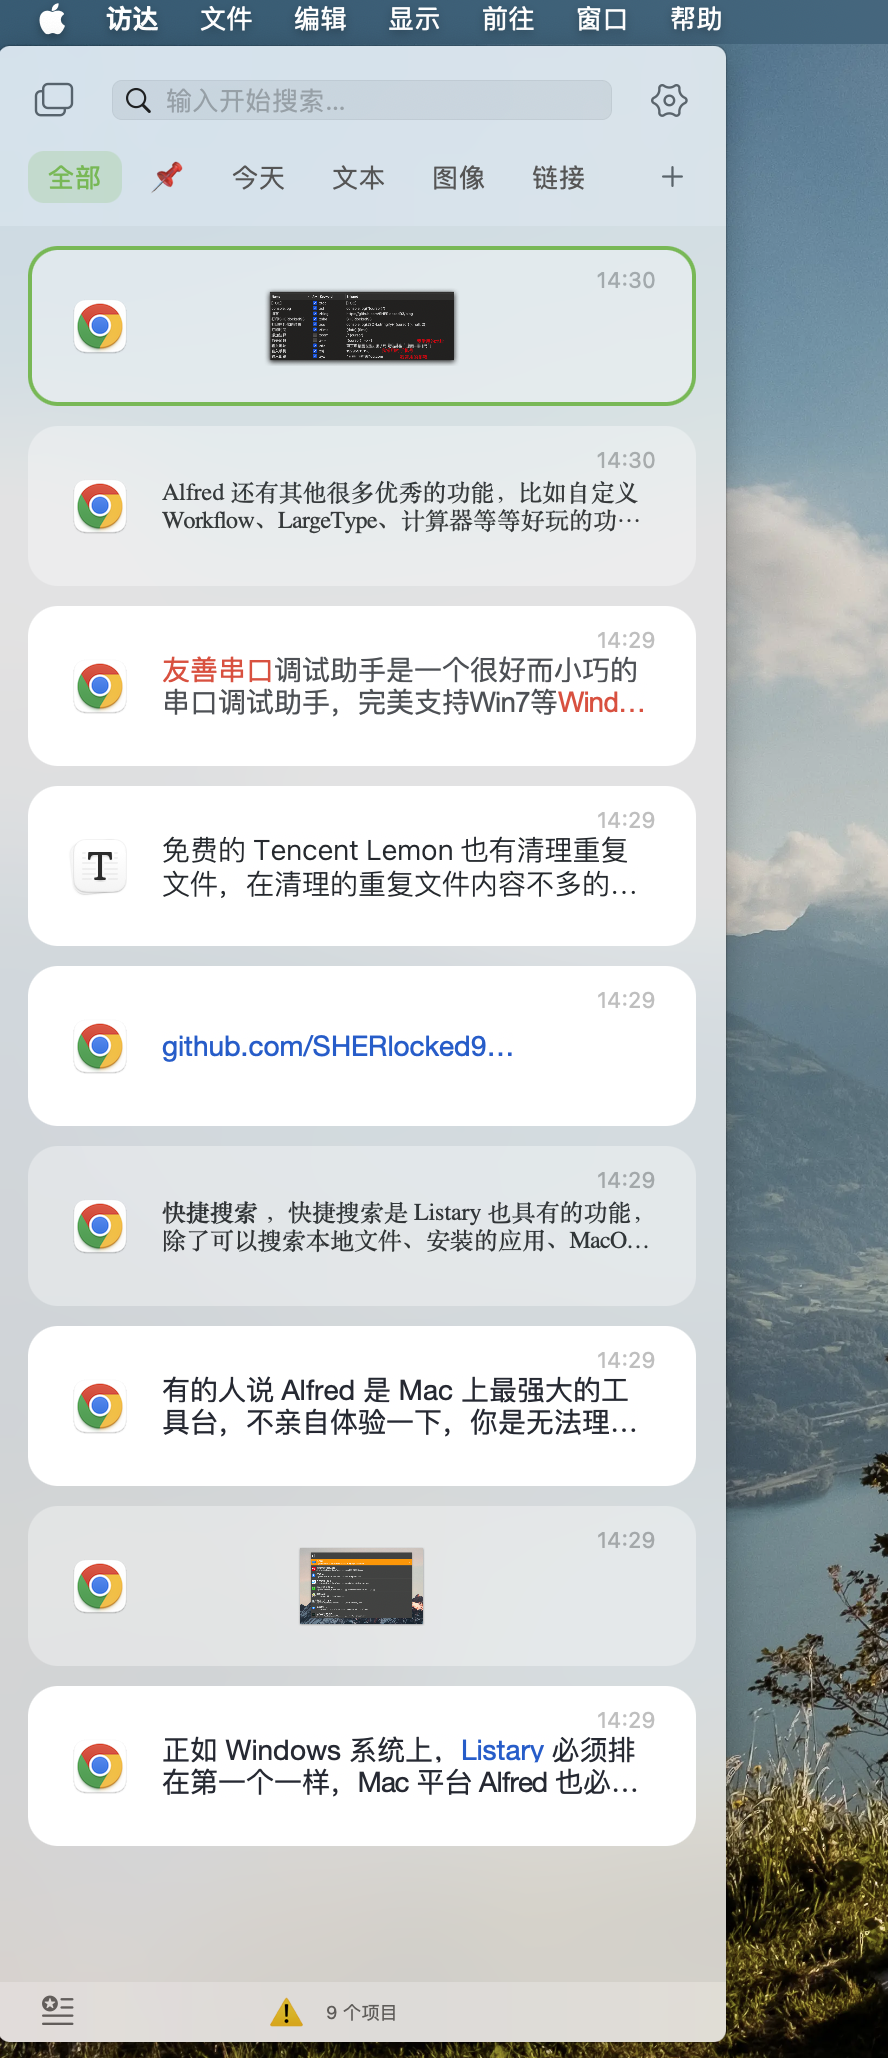 访达 文件 编辑 显示 前往 窗口 帮助
输入开始搜索...
全部 今天 文本 图像 链接 +
14:30
14:30
Alfred 还有其他很多优秀的功能，比如自定义
Workflow、LargeType、计算器等等好玩的功…
14:29
友善串口调试助手是一个很好而小巧的
串口调试助手，完美支持Win7等Wind...
14:29
T
免费的 Tencent Lemon 也有清理重复
文件，在清理的重复文件内容不多的...
14:29
github.com/SHERlocked9...
14:29
快捷搜索 ，快捷搜索是 Listary 也具有的功能，
除了可以搜索本地文件、安装的应用、MacO...
14:29
有的人说 Alfred 是 Mac 上最强大的工
具台，不亲自体验一下，你是无法理...
14:29
14:29
正如 Windows 系统上，Listary 必须排
在第一个一样，Mac 平台 Alfred 也必...
9 个项目